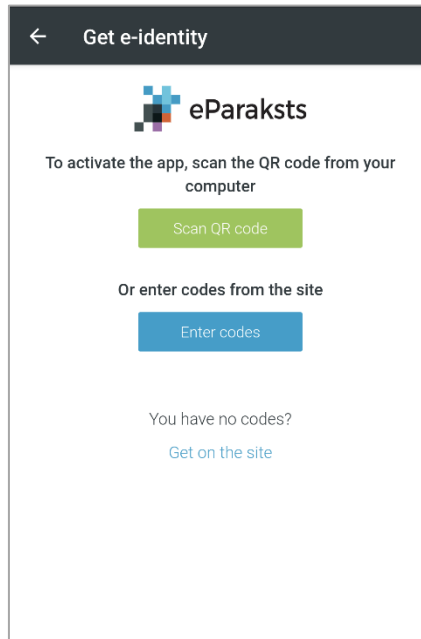 Get e-identity
eParaksts
To activate the app, scan the QR code from your
computer
Scan QR code
Or enter codes from the site
Enter codes
You have no codes?
Get on the site